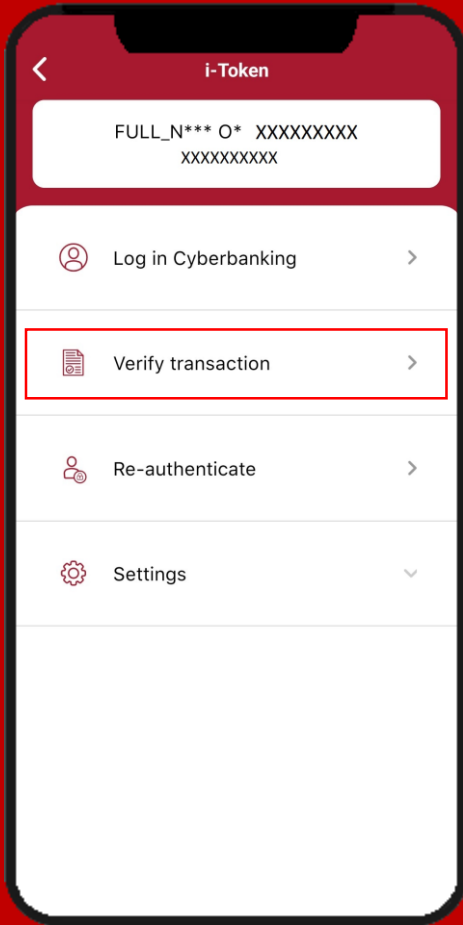 i-Token
FULL_N*** O* XXXXXXXXX
XXXXXXXXXX
Log in Cyberbanking
Verify transaction
Re-authenticate
Settings